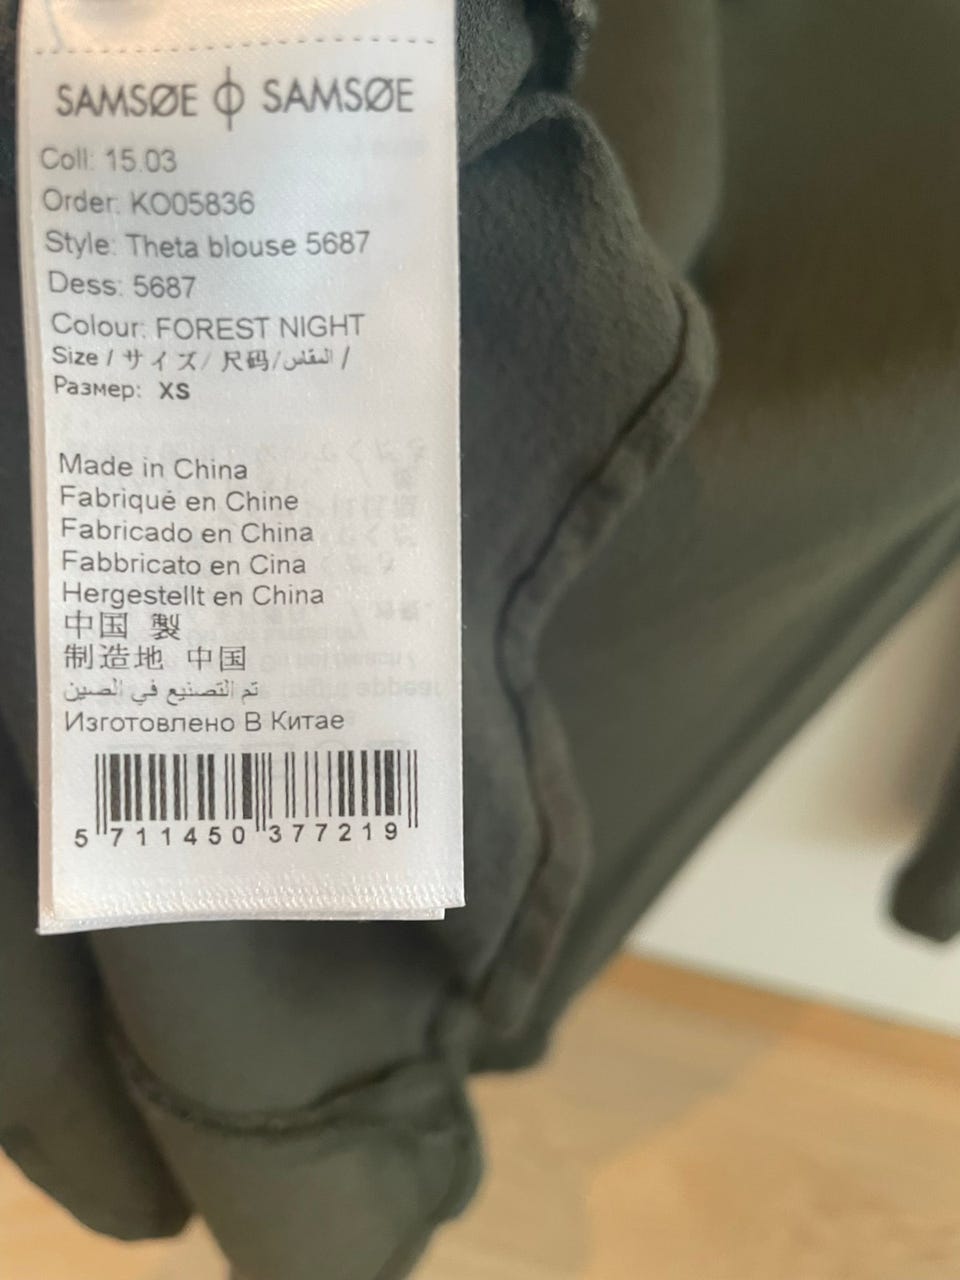 SAMSØE ϕ SAMSØE
Coll: 15.03
Order: KO05836
Style: Theta blouse 5687
Dess: 5687
Colour: FOREST NIGHT
Size / サイズ/ 尺码/المقاس /
Размер: XS
Made in China
Fabriqué en Chine
Fabricado en China
Fabbricato en Cina
Hergestellt en China
中国 製
制造地 中国
تم التصنيع في الصين
Изготовлено В Китае
5 711450 377219